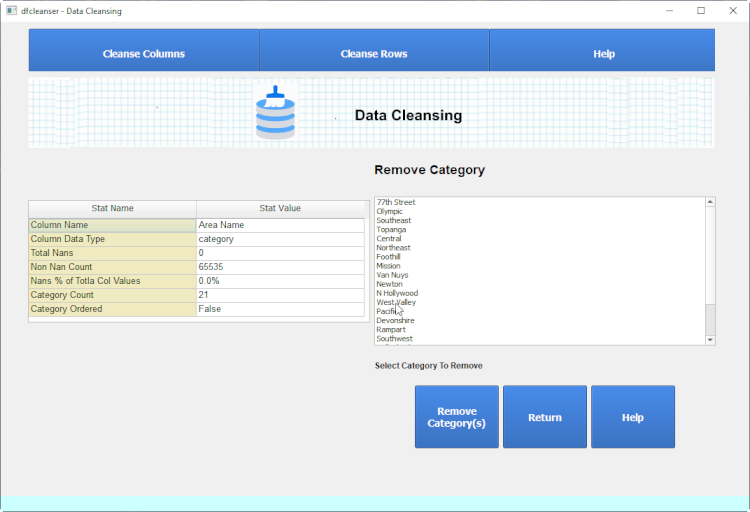 dfcleanser - Data Cleansing
Cleanse Columns Cleanse Rows Help
Data Cleansing
Remove Category
Stat Name Stat Value
Column Name Area Name
Column Data Type category
Total Nans 0
Non Nan Count 65535
Nans % of Totla Col Values 0.0%
Category Count 21
Category Ordered False
77th Street
Olympic
Southeast
Topanga
Central
Northeast
Foothill
Mission
Van Nuys
Newton
N Hollywood
West Valley
Pacific
Devonshire
Rampart
Southwest
Select Category To Remove
Remove
Category(s)
Return
Help